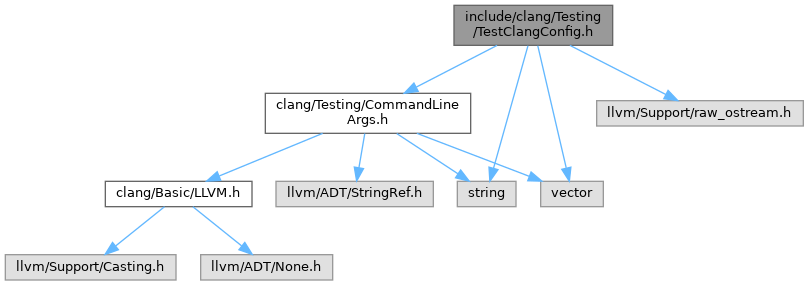 include/clang/Testing
/TestClangConfig.h
clang/Testing/CommandLine
Args.h
llvm/Support/raw_ostream.h
clang/Basic/LLVM.h
llvm/ADT/StringRef.h
string
vector
llvm/Support/Casting.h
llvm/ADT/None.h